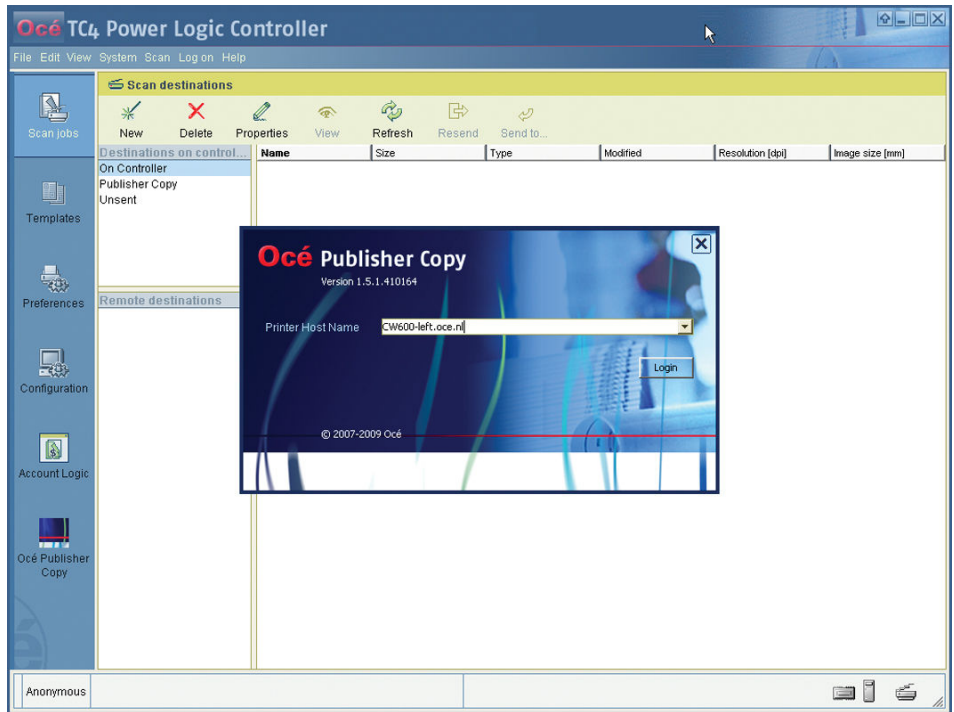 Océ TC4 Power Logic Controller
File Edit View System Scan Log on Help
Scan jobs
Templates
Preferences
Configuration
Account Logic
Océ Publisher Copy
Scan destinations
New Delete Properties View Refresh Resend Send to...
Destinations on control...
On Controller
Publisher Copy
Unsent
Remote destinations
Name Size Type Modified Resolution [dpi] Image size [mm]
Océ Publisher Copy
Version 1.5.1.410164
Printer Host Name CW600-left.oce.nl
Login
© 2007-2009 Océ
Anonymous